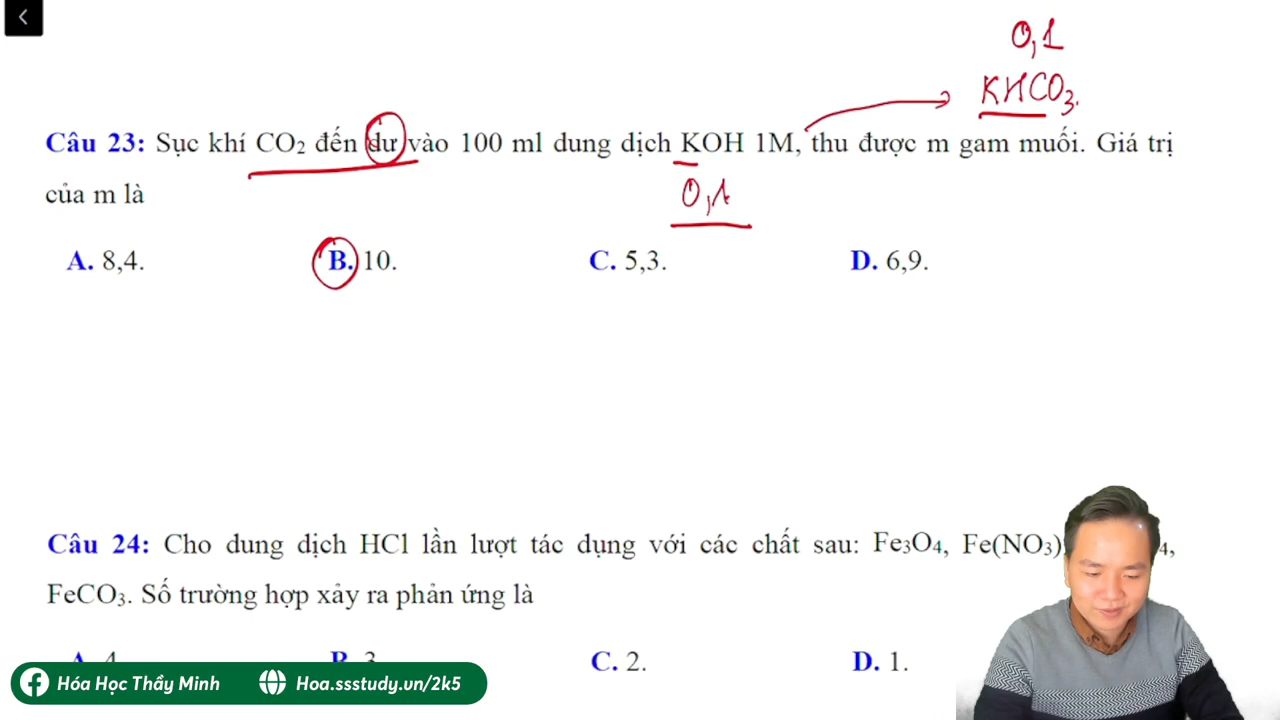 0,1
KHCO3.
Câu 23: Sục khí CO₂ đến dư vào 100 ml dung dịch KOH 1M, thu được m gam muối. Giá trị
của m là
0,1
A. 8,4. B. 10. C. 5,3. D. 6,9.
Câu 24: Cho dung dịch HCl lần lượt tác dụng với các chất sau: Fe₃O₄, Fe(NO₃) ₄,
FeCO₃. Số trường hợp xảy ra phản ứng là
A. 4 B. 3 C. 2. D. 1.
Hóa Học Thầy Minh Hoa.ssstudy.vn/2k5